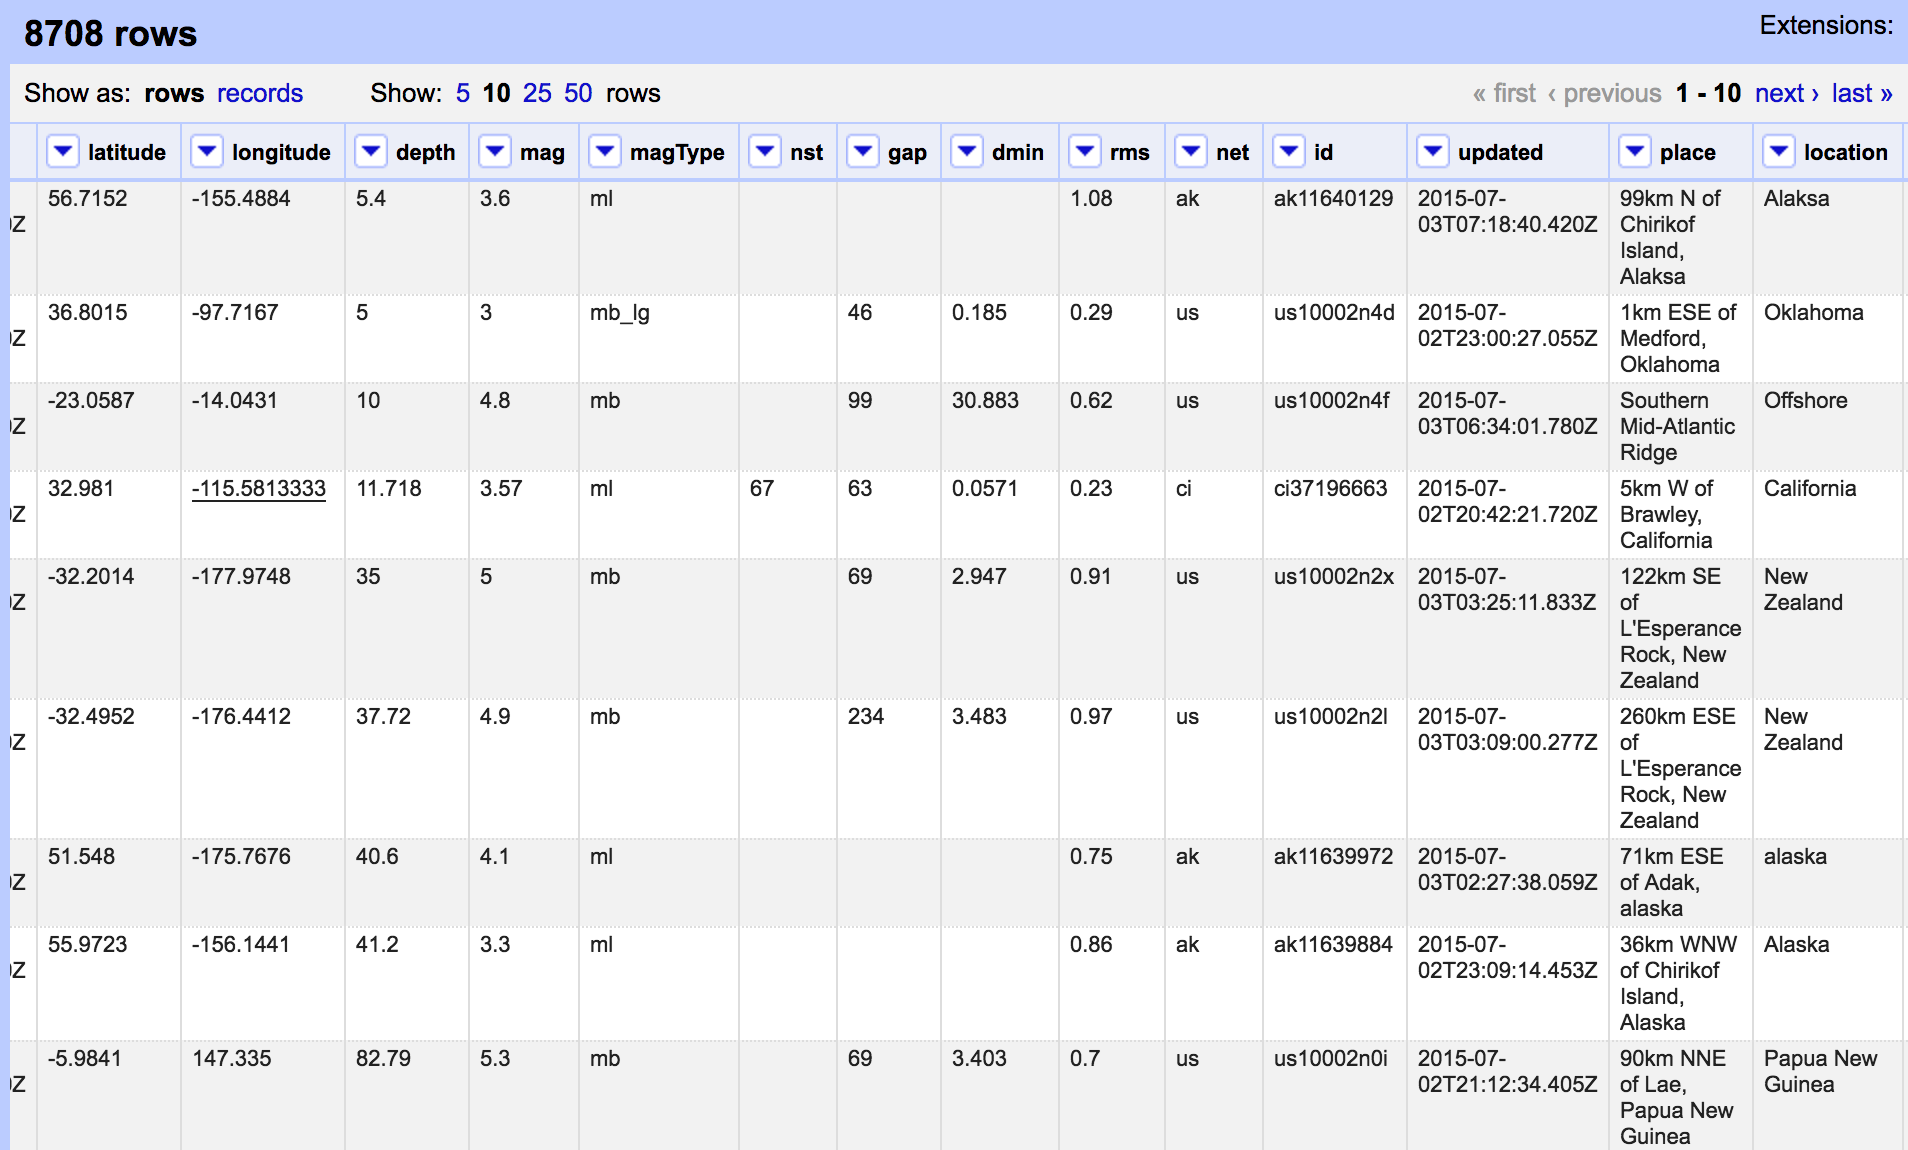 8708 rows
Extensions:
Show as: rows records Show: 5 10 25 50 rows « first ‹ previous 1 - 10 next › last »
latitude longitude depth mag magType nst gap dmin rms net id updated place location
56.7152 -155.4884 5.4 3.6 ml 1.08 ak ak11640129 2015-07- 99km N of Alaksa
Z 03T07:18:40.420Z Chirikof
Island,
Alaksa
36.8015 -97.7167 5 3 mb_lg 46 0.185 0.29 us us10002n4d 2015-07- 1km ESE of Oklahoma
Z 02T23:00:27.055Z Medford,
Oklahoma
-23.0587 -14.0431 10 4.8 mb 99 30.883 0.62 us us10002n4f 2015-07- Southern Offshore
Z 03T06:34:01.780Z Mid-Atlantic
Ridge
32.981 -115.5813333 11.718 3.57 ml 67 63 0.0571 0.23 ci ci37196663 2015-07- 5km W of California
Z 02T20:42:21.720Z Brawley,
California
-32.2014 -177.9748 35 5 mb 69 2.947 0.91 us us10002n2x 2015-07- 122km SE New
Z 03T03:25:11.833Z of Zealand
L'Esperance
Rock, New
Zealand
-32.4952 -176.4412 37.72 4.9 mb 234 3.483 0.97 us us10002n2l 2015-07- 260km ESE New
Z 03T03:09:00.277Z of Zealand
L'Esperance
Rock, New
Zealand
51.548 -175.7676 40.6 4.1 ml 0.75 ak ak11639972 2015-07- 71km ESE alaska
Z 03T02:27:38.059Z of Adak,
alaska
55.9723 -156.1441 41.2 3.3 ml 0.86 ak ak11639884 2015-07- 36km WNW Alaska
Z 02T23:09:14.453Z of Chirikof
Island,
Alaska
-5.9841 147.335 82.79 5.3 mb 69 3.403 0.7 us us10002n0i 2015-07- 90km NNE Papua New
Z 02T21:12:34.405Z of Lae, Guinea
Papua New
Guinea